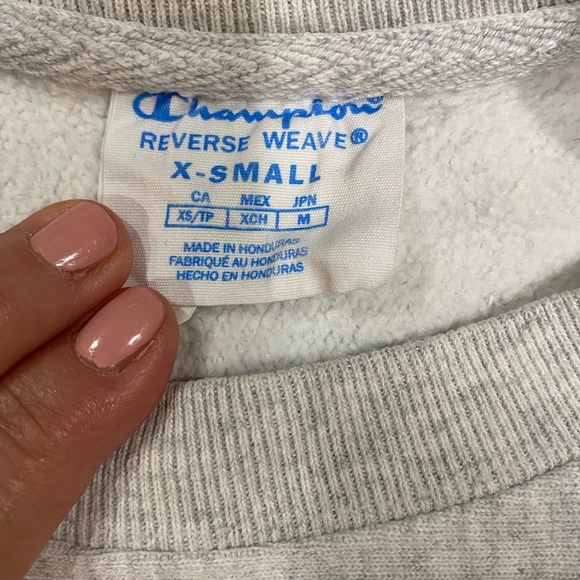 Champion
REVERSE WEAVE®
X-SMALL
CA MEX JPN
XS/TP XCH M
MADE IN HONDURAS
FABRIQUÉ AU HONDURAS
HECHO EN HONDURAS